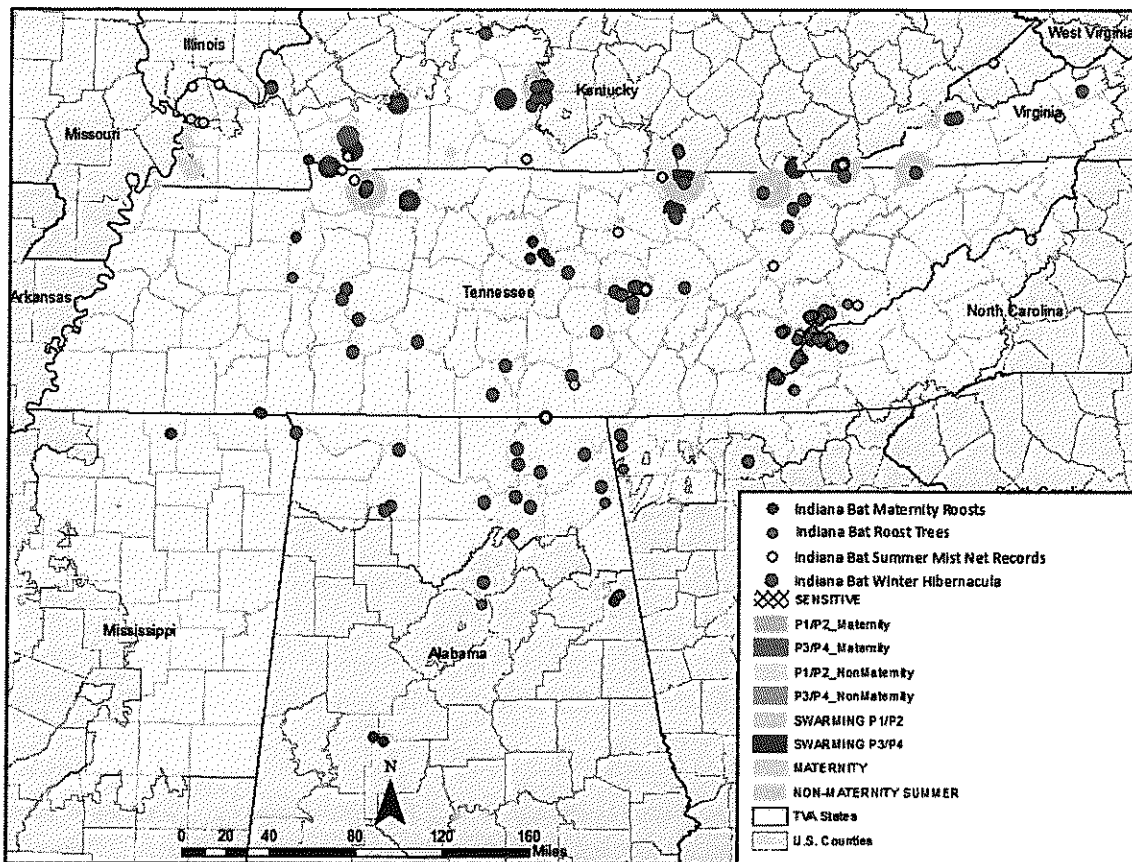 Illinois
West Virginia
Kentucky
Missouri
Virginia
Arkansas
Tennessee
North Carolina
Mississippi
Alabama
Indiana Bat Maternity Roosts
Indiana Bat Roost Trees
Indiana Bat Summer Mist Net Records
Indiana Bat Winter Hibernacula
SENSITIVE
P1/P2_Maternity
P3/P4_Maternity
P1/P2_NonMaternity
P3/P4_NonMaternity
SWARMING P1/P2
SWARMING P3/P4
MATERNITY
NON-MATERNITY SUMMER
TVA States
U.S. Counties
N
0 20 40 80 120 160
Miles